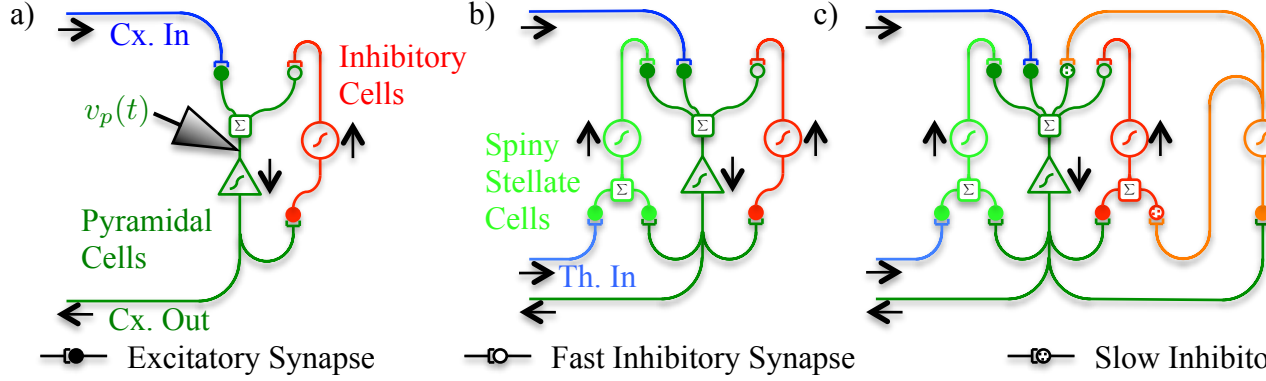 a)
b)
c)
Cx. In
Inhibitory
Cells
v_p(t)
Σ
Σ
Σ
Σ
Σ
Σ
Σ
Spiny
Stellate
Cells
Pyramidal
Cells
Th. In
Cx. Out
Excitatory Synapse
Fast Inhibitory Synapse
Slow Inhibito